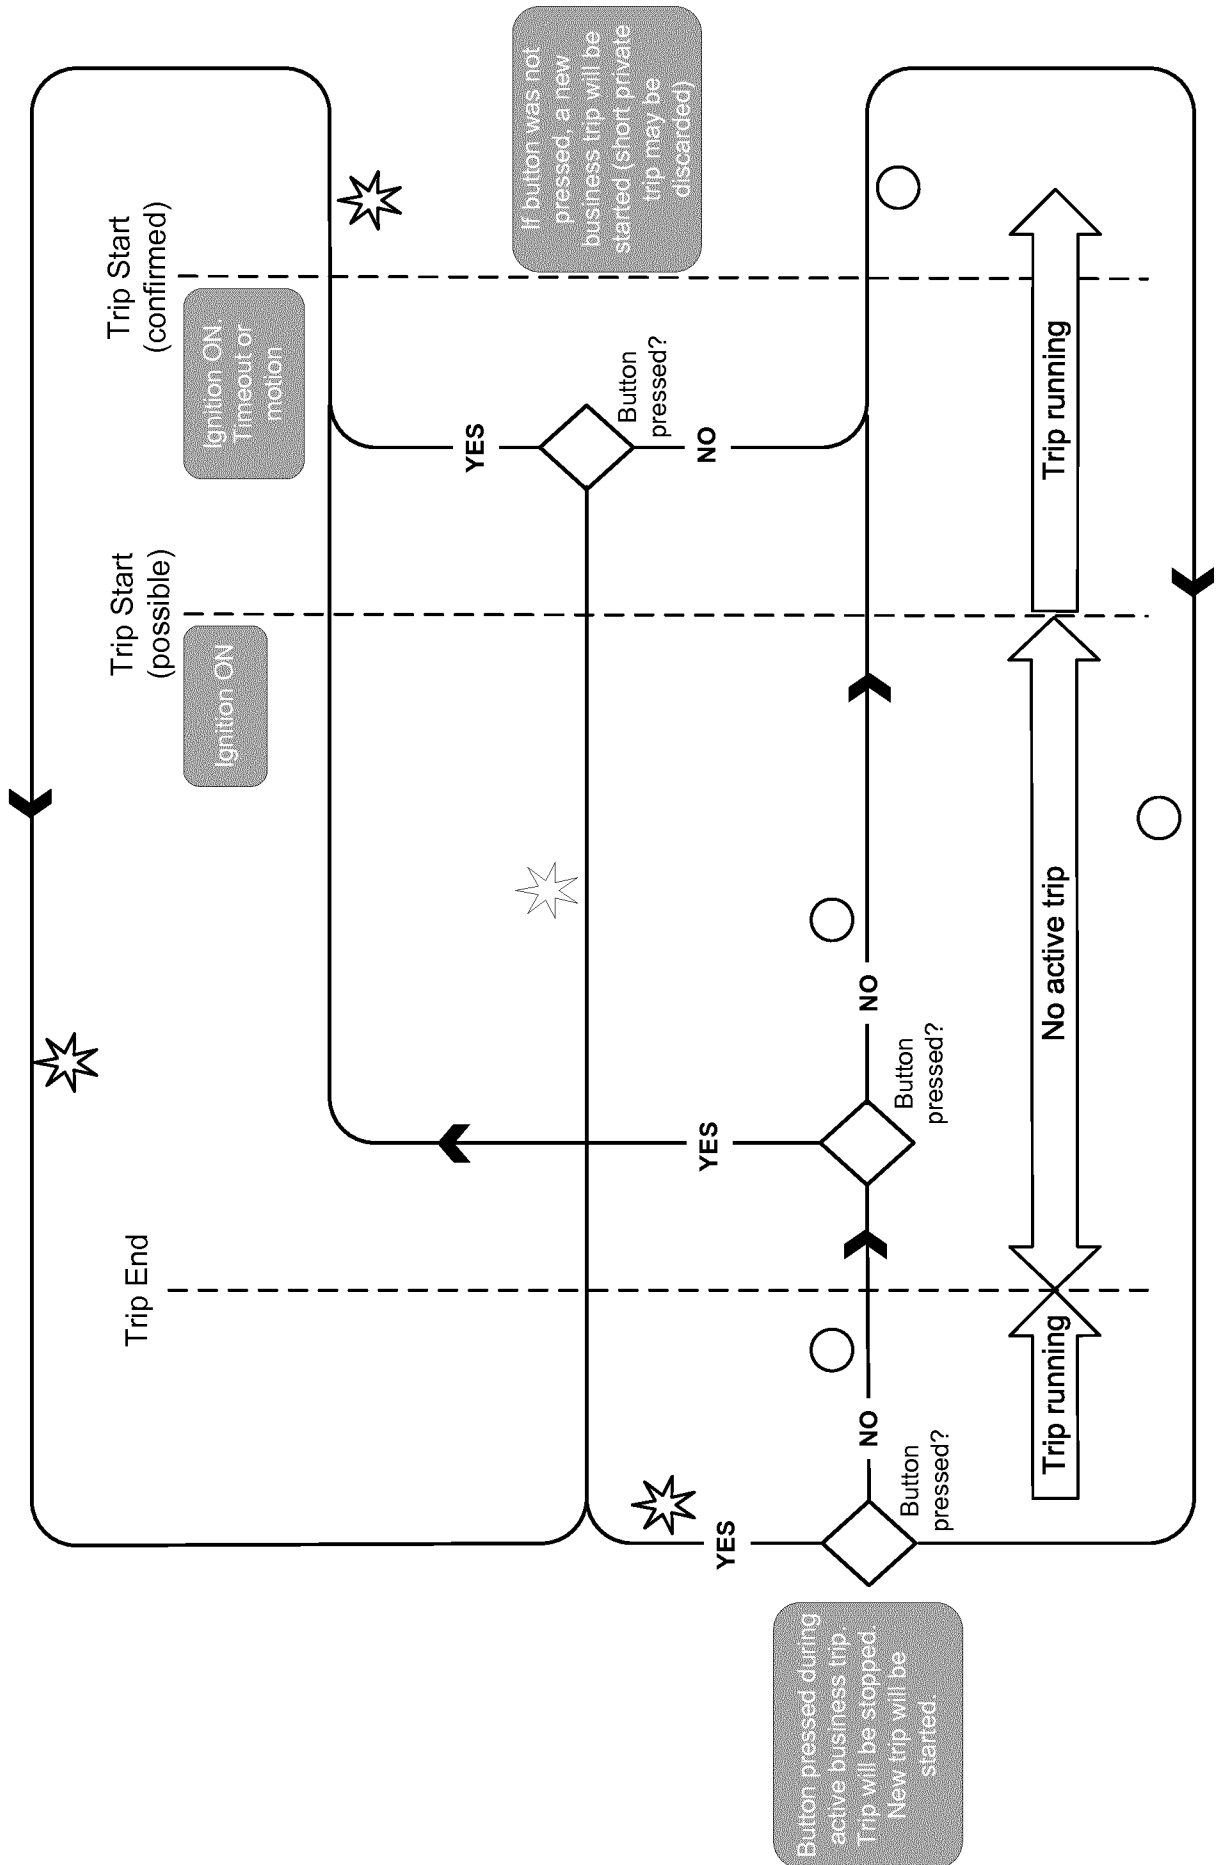 Trip End
Trip Start
(possible)
Trip Start
(confirmed)
Ignition ON
Ignition ON.
Timeout or
motion
YES
Button
pressed?
NO
If button was not
pressed, a new
business trip will be
started (short private
trip may be
discarded)
YES
Button
pressed?
NO
YES
Button
pressed?
NO
Button pressed during
active business trip.
Trip will be stopped.
New trip will be
started.
Trip running
No active trip
Trip running